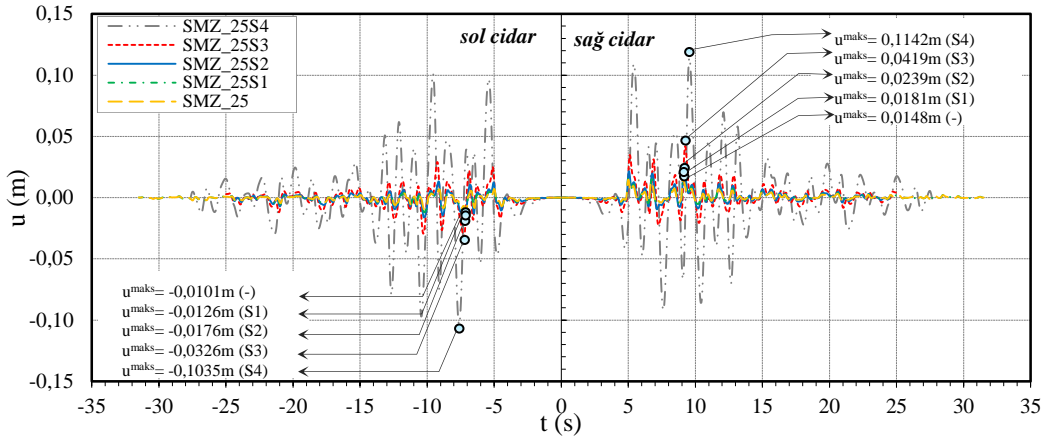 0,15
0,10
0,05
0,00
-0,05
-0,10
-0,15
u (m)
SMZ_25S4
SMZ_25S3
SMZ_25S2
SMZ_25S1
SMZ_25
sol cidar
sağ cidar
umaks= 0,1142m (S4)
umaks= 0,0419m (S3)
umaks= 0,0239m (S2)
umaks= 0,0181m (S1)
umaks= 0,0148m (-)
umaks= -0,0101m (-)
umaks= -0,0126m (S1)
umaks= -0,0176m (S2)
umaks= -0,0326m (S3)
umaks= -0,1035m (S4)
-35 -30 -25 -20 -15 -10 -5 0 5 10 15 20 25 30 35
t (s)